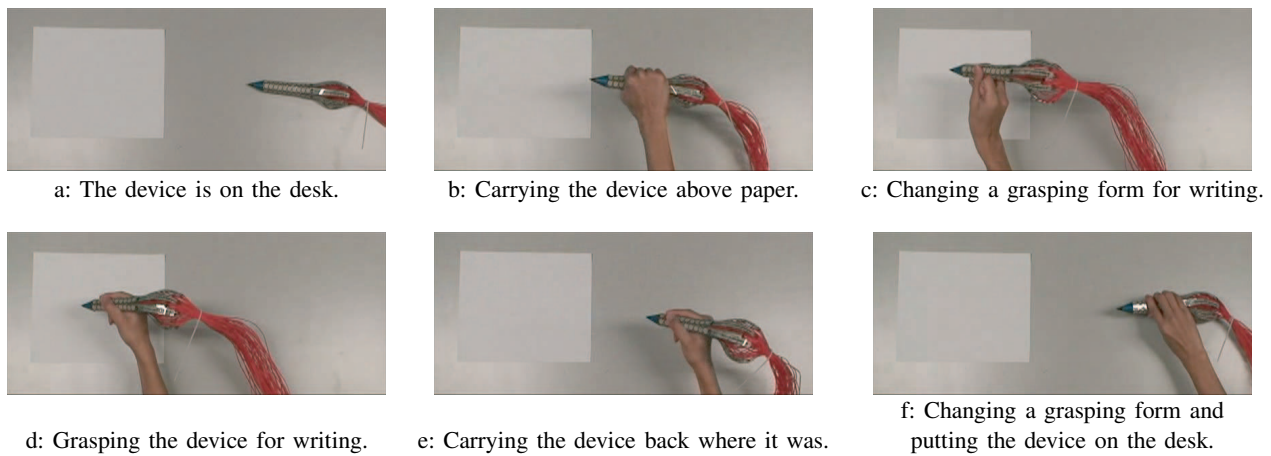 a: The device is on the desk.
b: Carrying the device above paper.
c: Changing a grasping form for writing.
d: Grasping the device for writing.
e: Carrying the device back where it was.
f: Changing a grasping form and
putting the device on the desk.